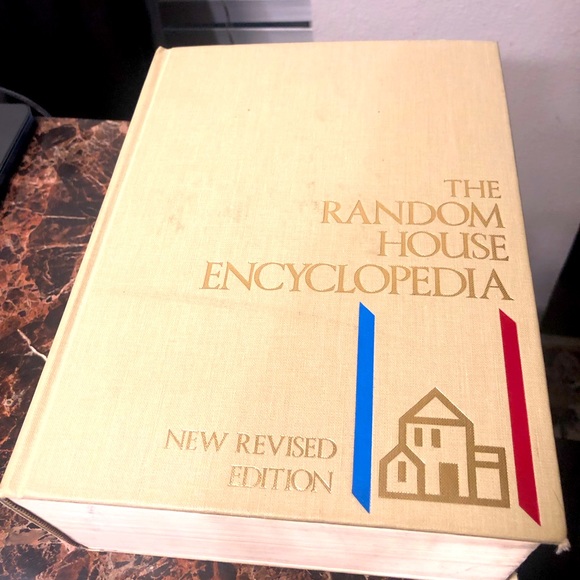 THE
RANDOM
HOUSE
ENCYCLOPEDIA
NEW REVISED
EDITION